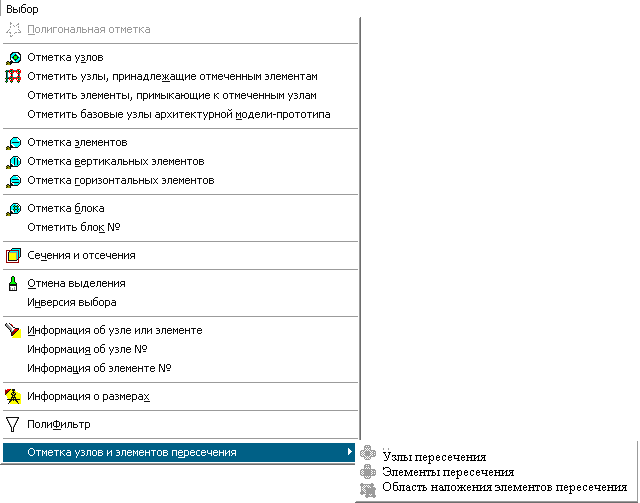 Выбор
Полигональная отметка
Отметка узлов
Отметить узлы, принадлежащие отмеченным элементам
Отметить элементы, примыкающие к отмеченным узлам
Отметить базовые узлы архитектурной модели-прототипа
Отметка элементов
Отметка вертикальных элементов
Отметка горизонтальных элементов
Отметка блока
Отметить блок №
Сечения и отсечения
Отмена выделения
Инверсия выбора
Информация об узле или элементе
Информация об узле №
Информация об элементе №
Информация о размерах
ПолиФильтр
Отметка узлов и элементов пересечения
Узлы пересечения
Элементы пересечения
Область наложения элементов пересечения